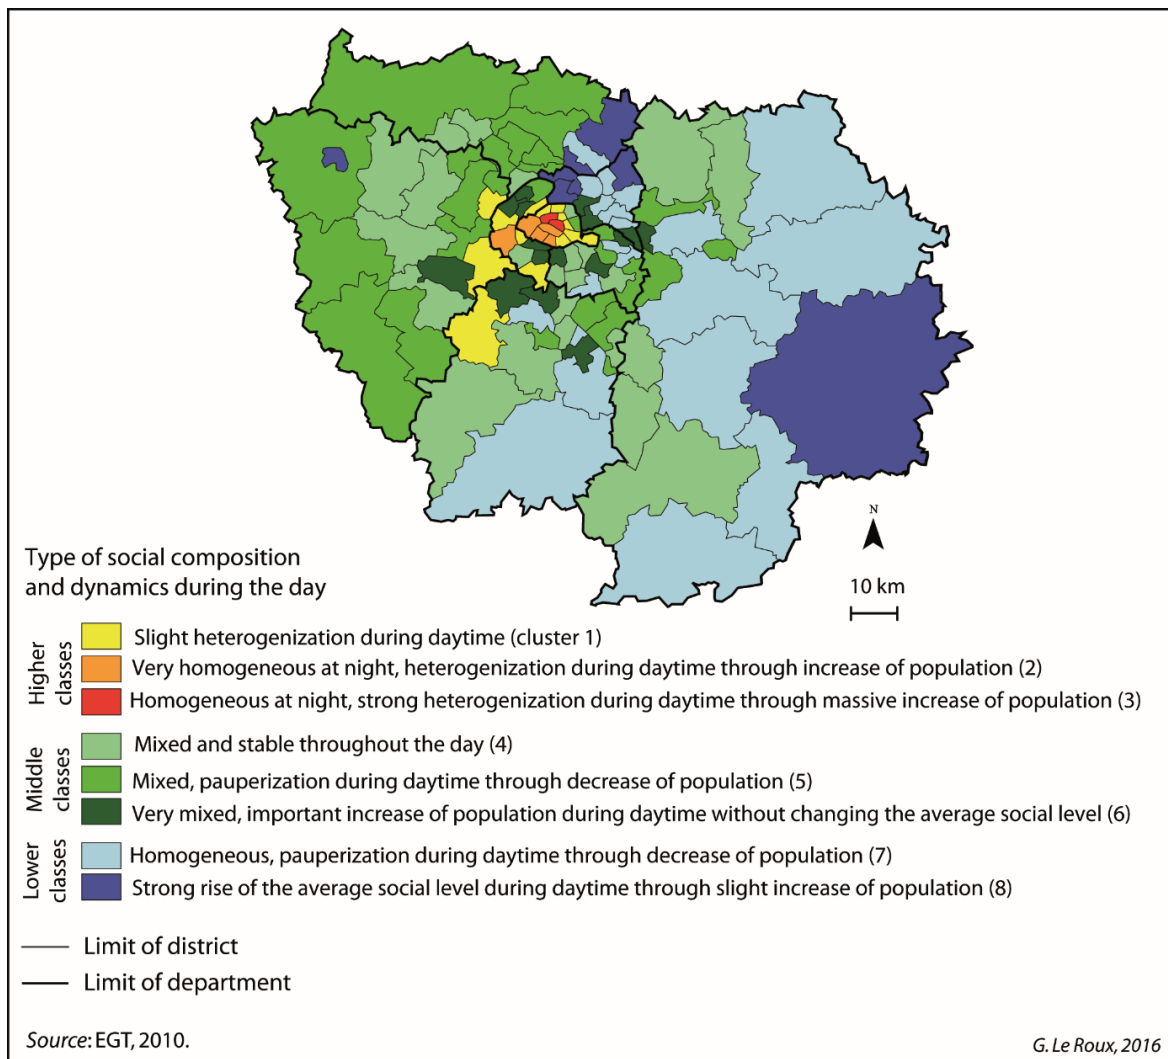 N
10 km
Type of social composition
and dynamics during the day
Higher
classes
Slight heterogenization during daytime (cluster 1)
Very homogeneous at night, heterogenization during daytime through increase of population (2)
Homogeneous at night, strong heterogenization during daytime through massive increase of population (3)
Middle
classes
Mixed and stable throughout the day (4)
Mixed, pauperization during daytime through decrease of population (5)
Very mixed, important increase of population during daytime without changing the average social level (6)
Lower
classes
Homogeneous, pauperization during daytime through decrease of population (7)
Strong rise of the average social level during daytime through slight increase of population (8)
Limit of district
Limit of department
Source: EGT, 2010.
G. Le Roux, 2016